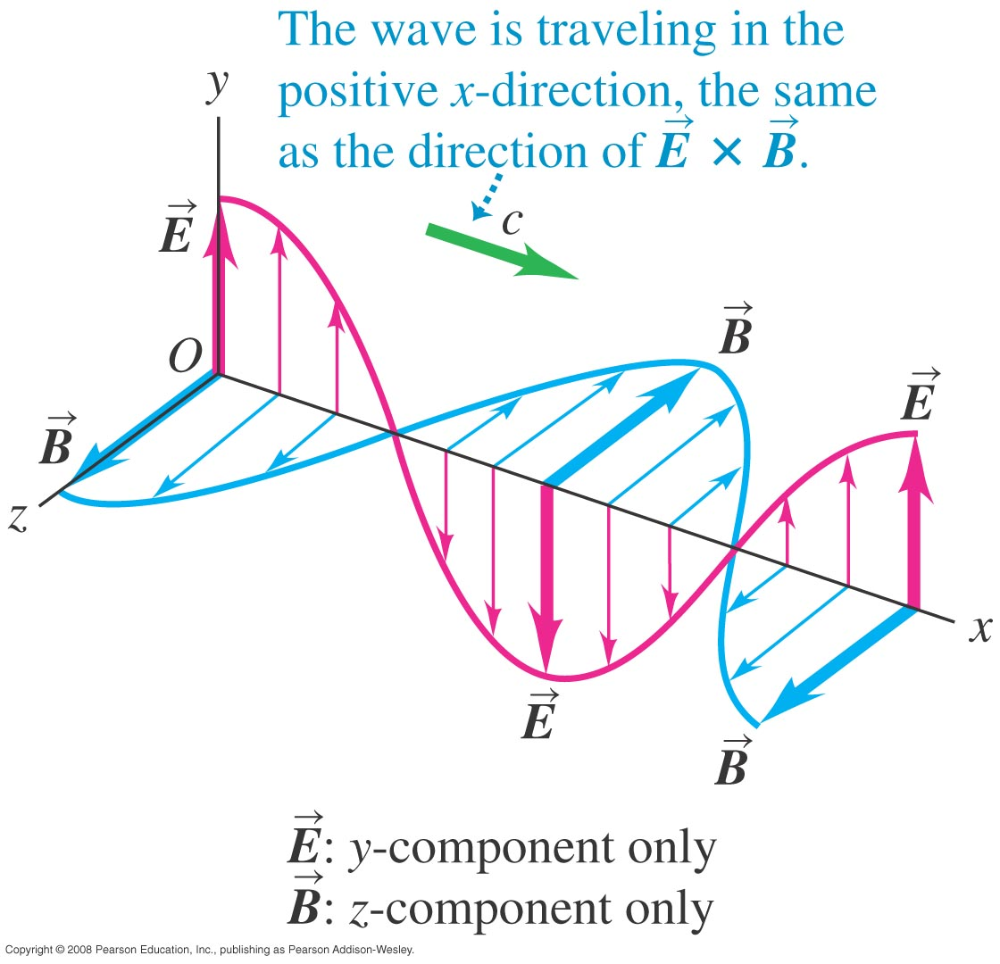 The wave is traveling in the
positive x-direction, the same
as the direction of E⃗ × B⃗.
y
c
E⃗
O
B⃗
B⃗
E⃗
z
x
E⃗
B⃗
E⃗: y-component only
B⃗: z-component only
Copyright © 2008 Pearson Education, Inc., publishing as Pearson Addison-Wesley.